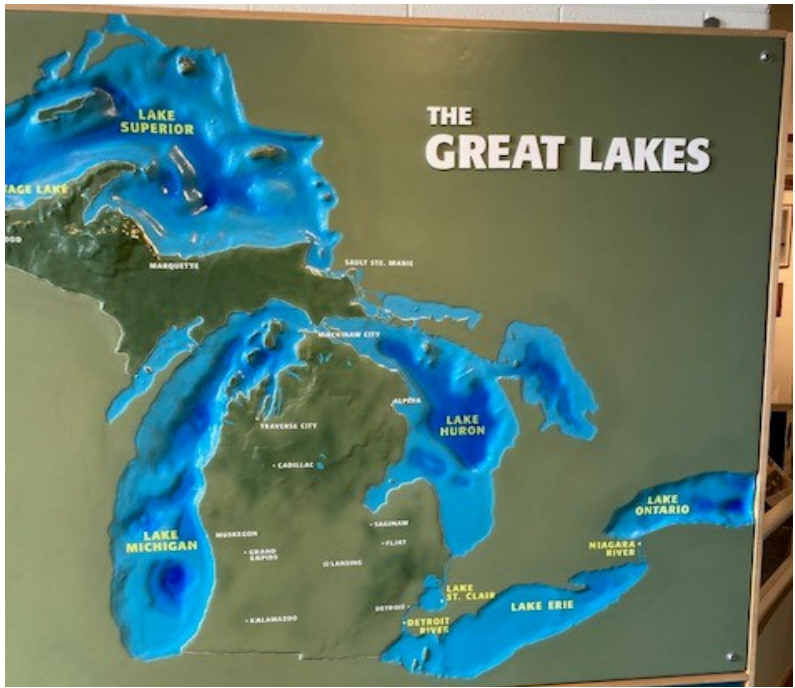 THE
GREAT LAKES
LAKE
SUPERIOR
AGE LAKE
OOD
MARQUETTE
SAULT STE. MARIE
MACKINAW CITY
ALPENA
LAKE
HURON
TRAVERSE CITY
CADILLAC
LAKE
ONTARIO
LAKE
MICHIGAN
MUSKEGON
GRAND
RAPIDS
SAGINAW
FLINT
LANSING
NIAGARA
RIVER
LAKE
ST. CLAIR
LAKE ERIE
DETROIT
DETROIT
RIVER
KALAMAZOO